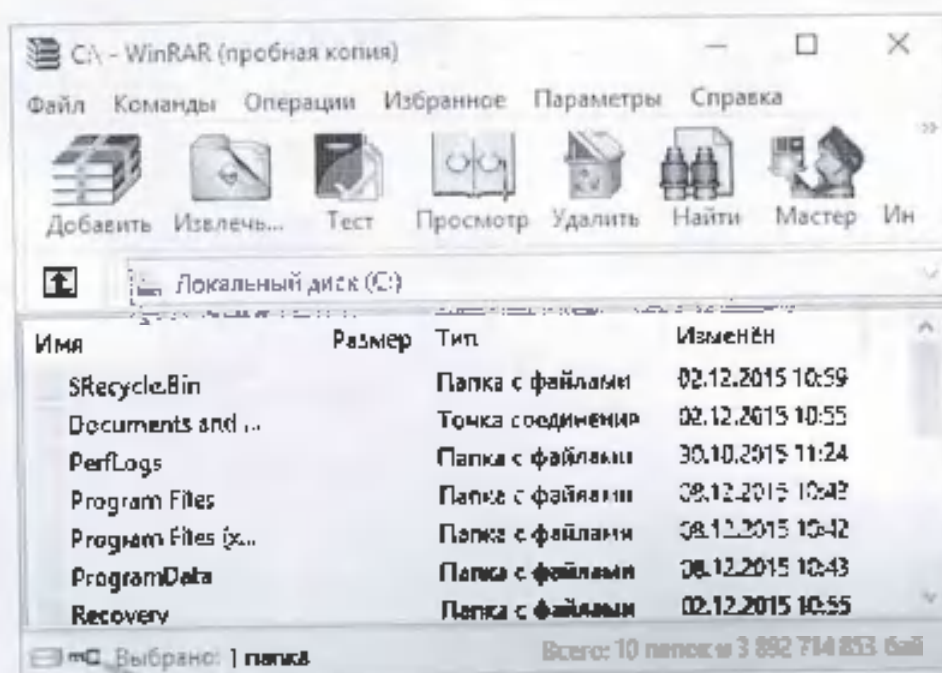 C:\ - WinRAR (пробная копия)
Файл Команды Операции Избранное Параметры Справка
Добавить Извлечь... Тест Просмотр Удалить Найти Мастер Ин
Локальный диск (C:)
Имя Размер Тип Изменён
$Recycle.Bin Папка с файлами 02.12.2015 10:59
Documents and ... Точка соединения 02.12.2015 10:55
PerfLogs Папка с файлами 30.10.2015 11:24
Program Files Папка с файлами 08.12.2015 10:42
Program Files (x... Папка с файлами 08.12.2015 10:42
ProgramData Папка с файлами 08.12.2015 10:43
Recovery Папка с файлами 02.12.2015 10:55
Выбрано: 1 папка Всего: 10 папок и 3 892 714 853 бай